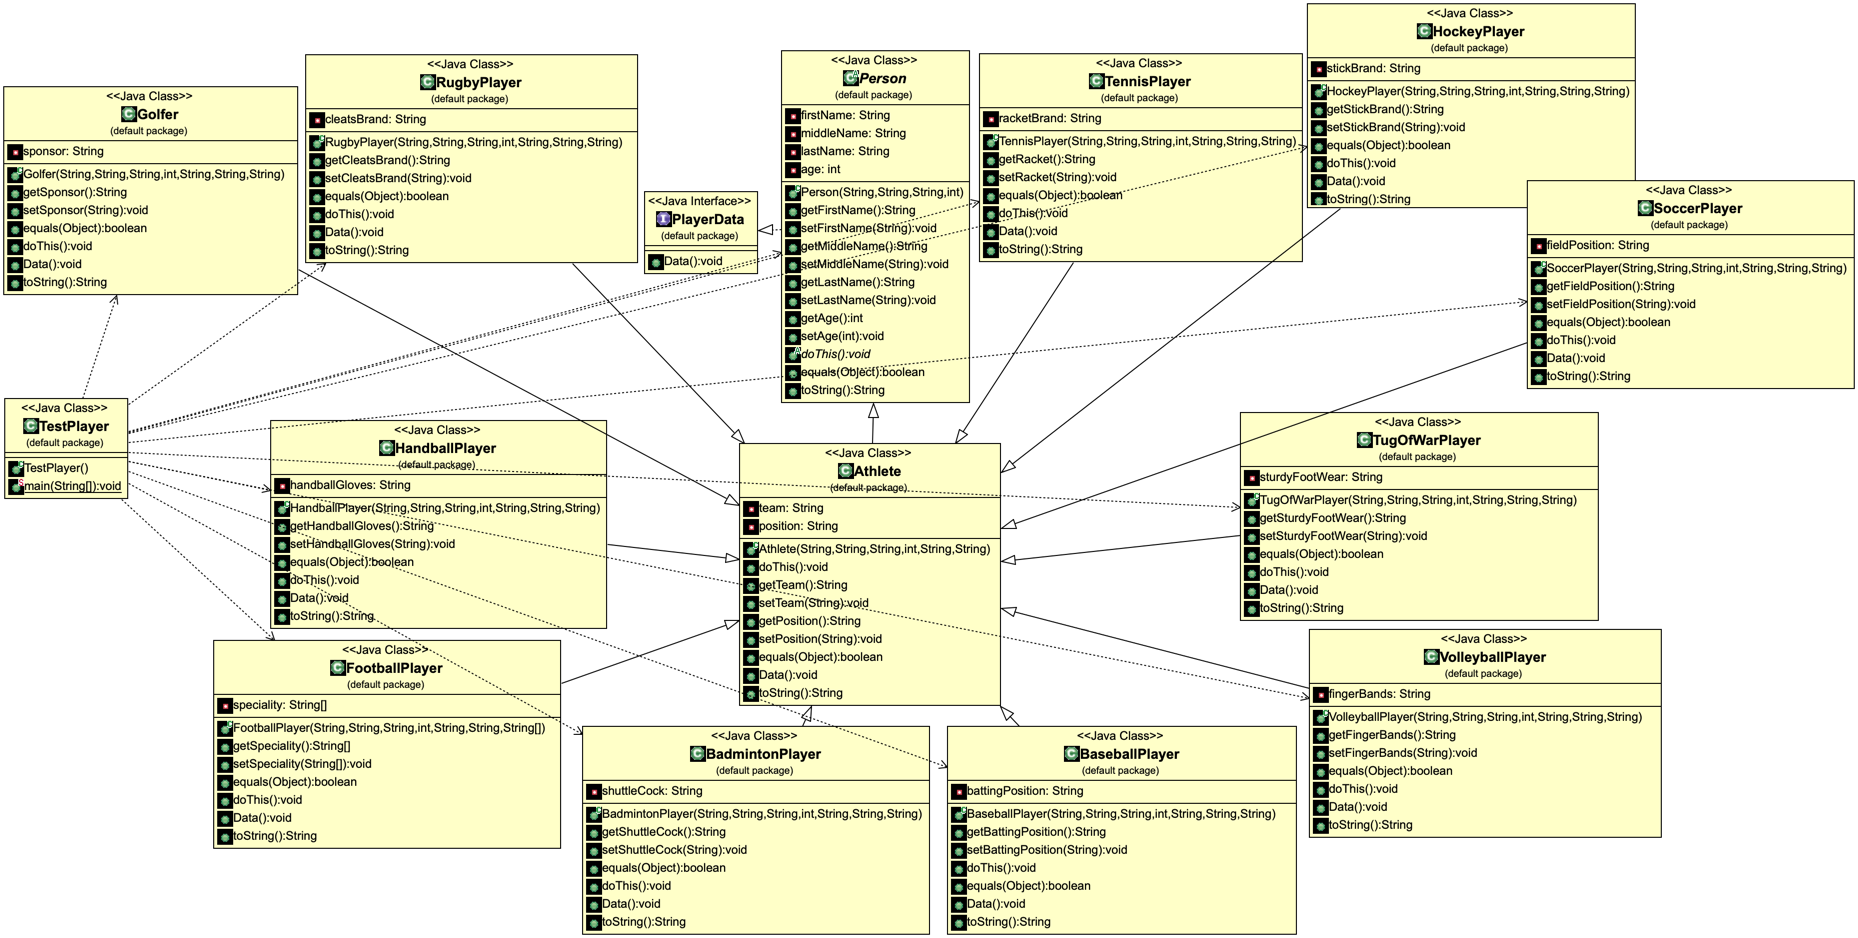 <<Java Class>>
Golfer
(default package)
sponsor: String
Golfer(String,String,String,int,String,String,String)
getSponsor():String
setSponsor(String):void
equals(Object):boolean
doThis():void
Data():void
toString():String
<<Java Class>>
RugbyPlayer
(default package)
cleatsBrand: String
RugbyPlayer(String,String,String,int,String,String,String)
getCleatsBrand():String
setCleatsBrand(String):void
equals(Object):boolean
doThis():void
Data():void
toString():String
<<Java Interface>>
PlayerData
(default package)
Data():void
<<Java Class>>
Person
(default package)
firstName: String
middleName: String
lastName: String
age: int
Person(String,String,String,int)
getFirstName():String
setFirstName(String):void
getMiddleName():String
setMiddleName(String):void
getLastName():String
setLastName(String):void
getAge():int
setAge(int):void
doThis():void
equals(Object):boolean
toString():String
<<Java Class>>
TennisPlayer
(default package)
racketBrand: String
TennisPlayer(String,String,String,int,String,String,String)
getRacket():String
setRacket(String):void
equals(Object):boolean
doThis():void
Data():void
toString():String
<<Java Class>>
HockeyPlayer
(default package)
stickBrand: String
HockeyPlayer(String,String,String,int,String,String,String)
getStickBrand():String
setStickBrand(String):void
equals(Object):boolean
doThis():void
Data():void
toString():String
<<Java Class>>
SoccerPlayer
(default package)
fieldPosition: String
SoccerPlayer(String,String,String,int,String,String,String)
getFieldPosition():String
setFieldPosition(String):void
equals(Object):boolean
doThis():void
Data():void
toString():String
<<Java Class>>
TestPlayer
(default package)
TestPlayer()
main(String[]):void
<<Java Class>>
HandballPlayer
(default package)
handballGloves: String
HandballPlayer(String,String,String,int,String,String,String)
getHandballGloves():String
setHandballGloves(String):void
equals(Object):boolean
doThis():void
Data():void
toString():String
<<Java Class>>
Athlete
(default package)
team: String
position: String
Athlete(String,String,String,int,String,String)
doThis():void
getTeam():String
setTeam(String):void
getPosition():String
setPosition(String):void
equals(Object):boolean
Data():void
toString():String
<<Java Class>>
TugOfWarPlayer
(default package)
sturdyFootWear: String
TugOfWarPlayer(String,String,String,int,String,String,String)
getSturdyFootWear():String
setSturdyFootWear(String):void
equals(Object):boolean
doThis():void
Data():void
toString():String
<<Java Class>>
FootballPlayer
(default package)
speciality: String[]
FootballPlayer(String,String,String,int,String,String,String[])
getSpeciality():String[]
setSpeciality(String[]):void
equals(Object):boolean
doThis():void
Data():void
toString():String
<<Java Class>>
BadmintonPlayer
(default package)
shuttleCock: String
BadmintonPlayer(String,String,String,int,String,String,String)
getShuttleCock():String
setShuttleCock(String):void
equals(Object):boolean
doThis():void
Data():void
toString():String
<<Java Class>>
BaseballPlayer
(default package)
battingPosition: String
BaseballPlayer(String,String,String,int,String,String,String)
getBattingPosition():String
setBattingPosition(String):void
doThis():void
equals(Object):boolean
Data():void
toString():String
<<Java Class>>
VolleyballPlayer
(default package)
fingerBands: String
VolleyballPlayer(String,String,String,int,String,String,String)
getFingerBands():String
setFingerBands(String):void
equals(Object):boolean
doThis():void
Data():void
toString():String